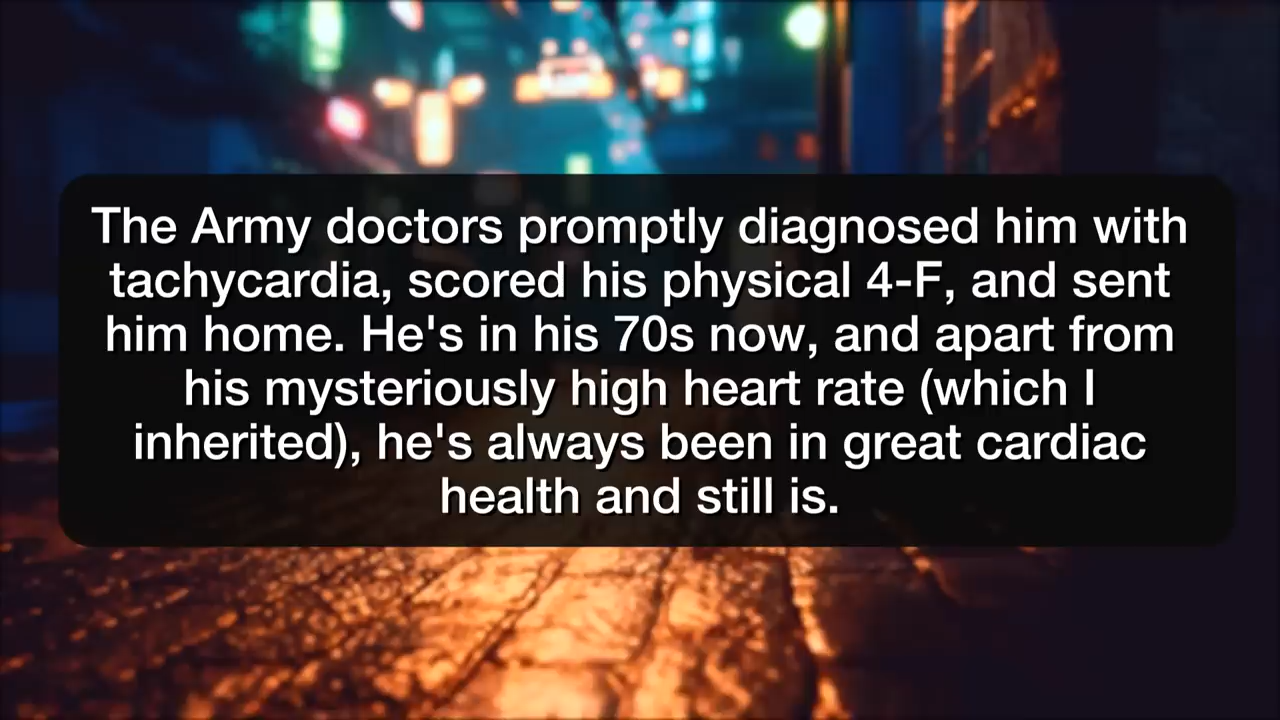 The Army doctors promptly diagnosed him with
tachycardia, scored his physical 4-F, and sent
him home. He's in his 70s now, and apart from
his mysteriously high heart rate (which I
inherited), he's always been in great cardiac
health and still is.